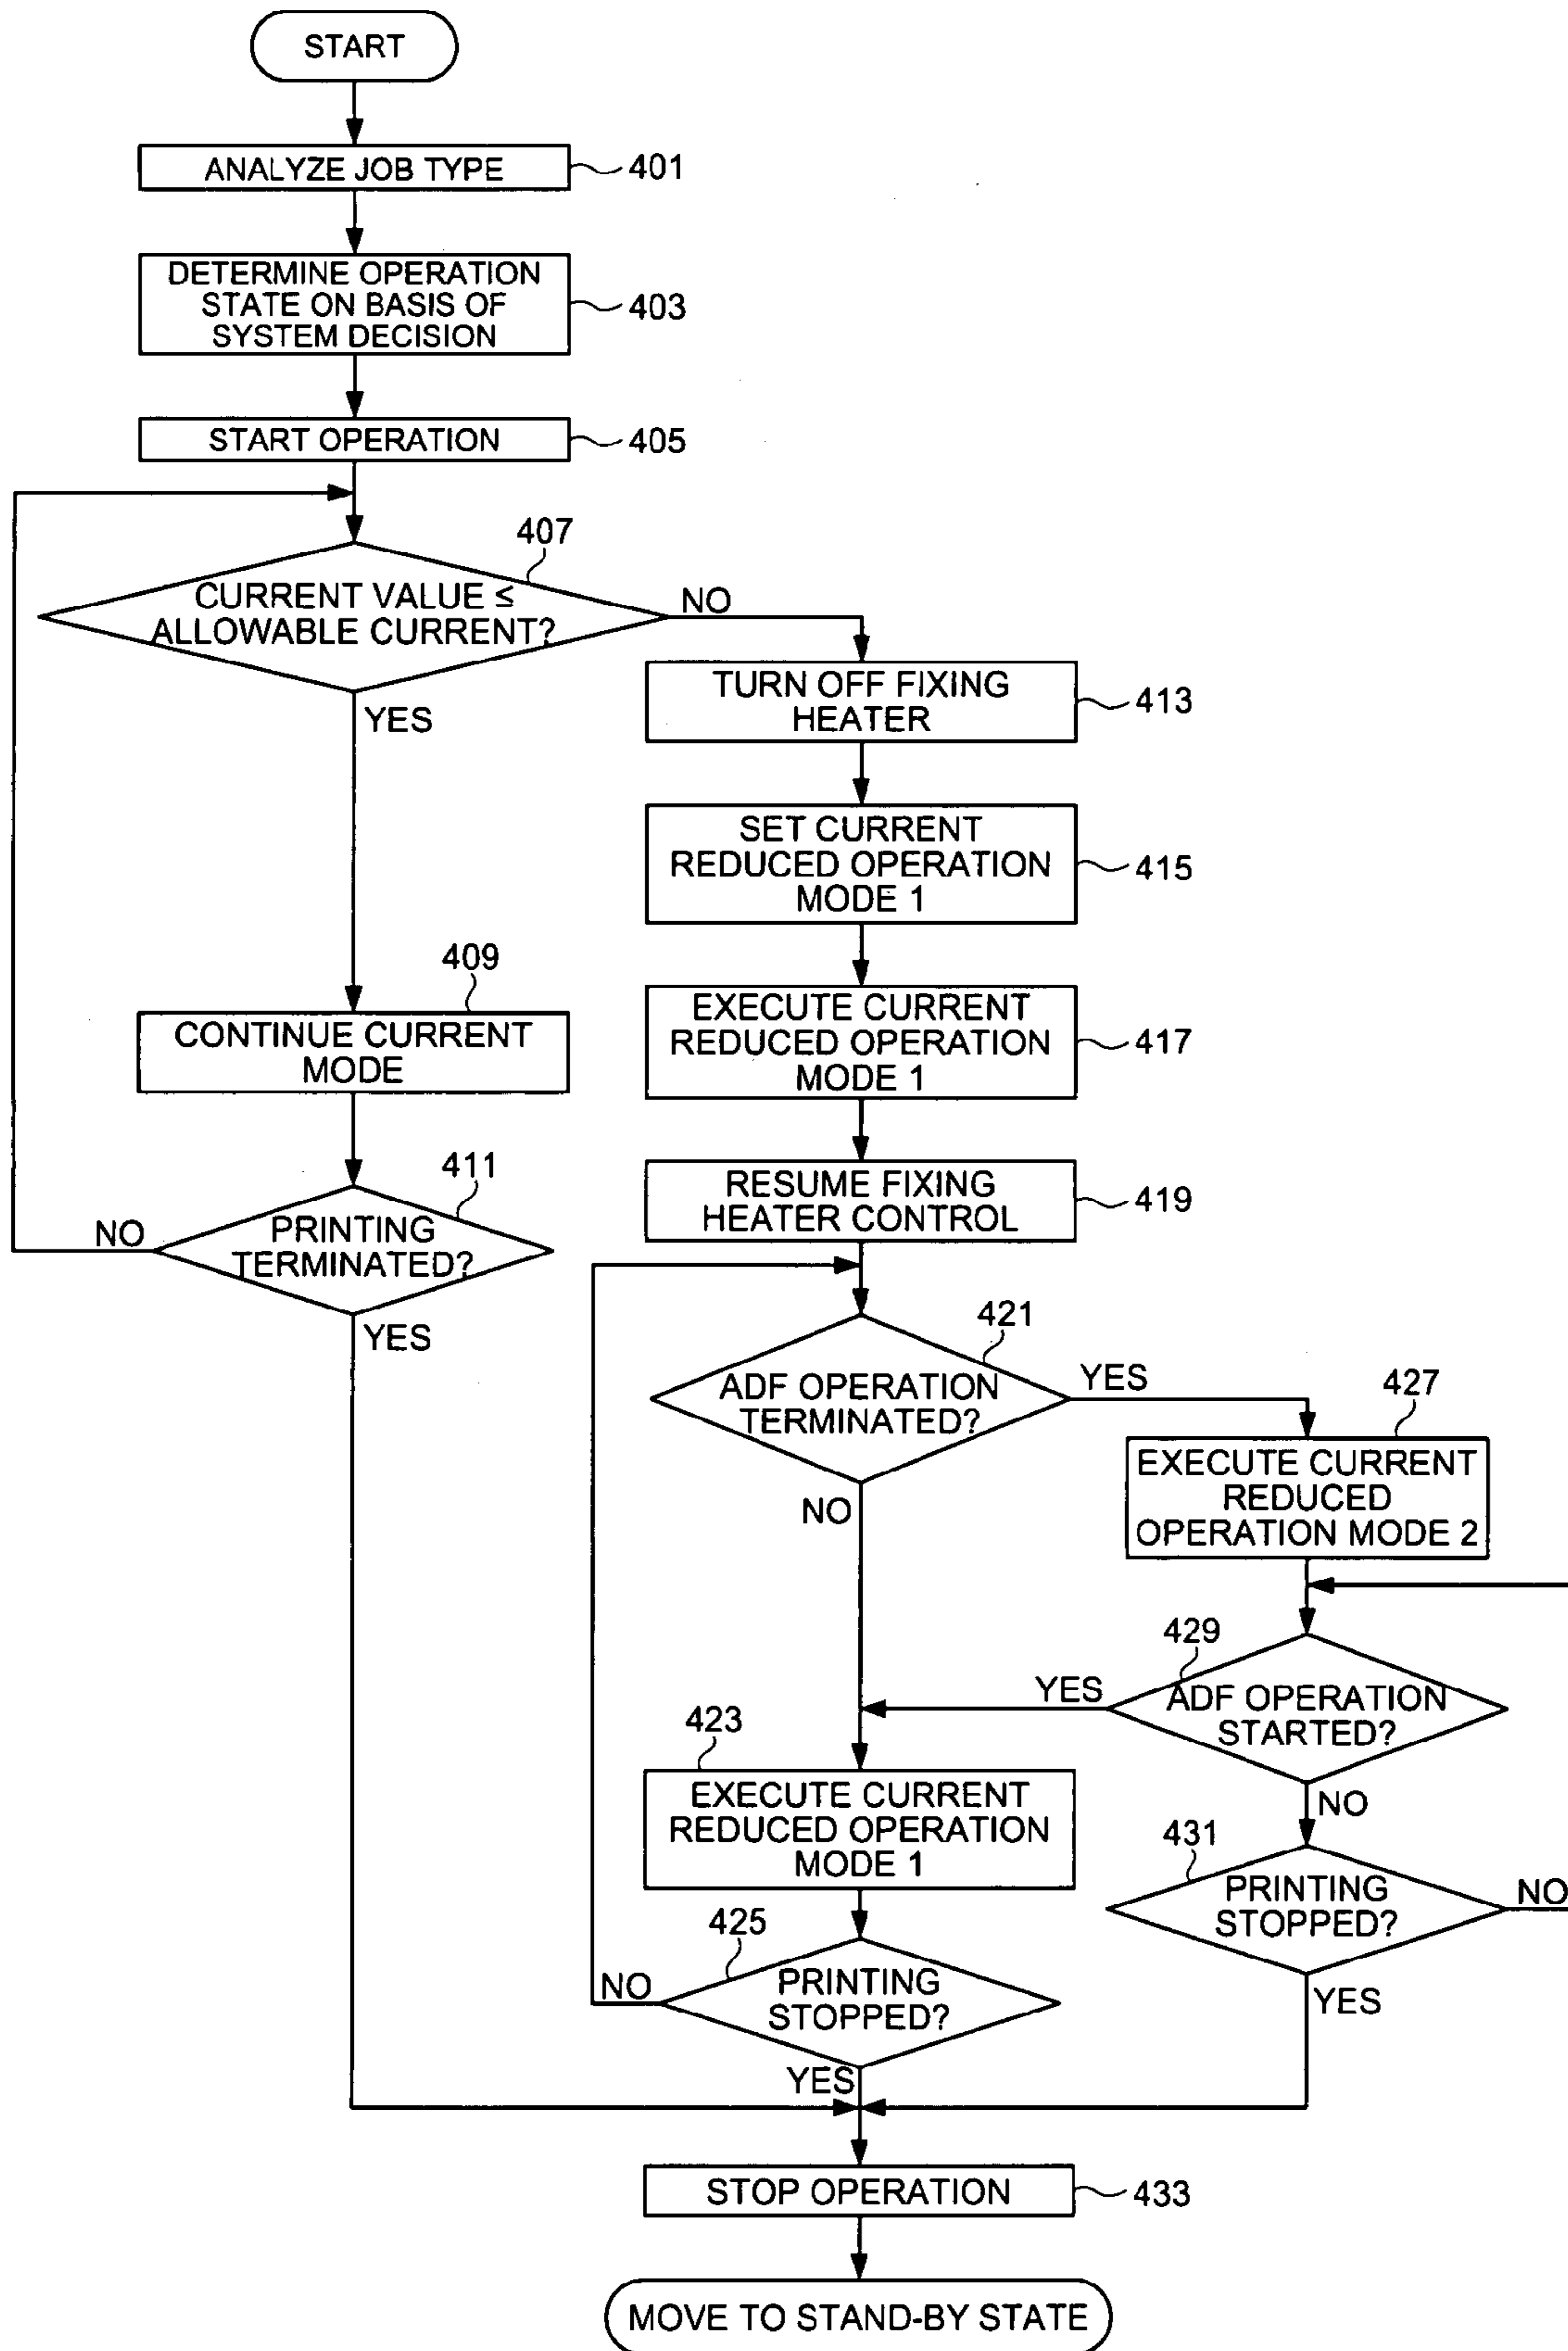 START
ANALYZE JOB TYPE
401
DETERMINE OPERATION
STATE ON BASIS OF
SYSTEM DECISION
403
START OPERATION
405
407
CURRENT VALUE ≤
ALLOWABLE CURRENT?
NO
YES
TURN OFF FIXING
HEATER
413
SET CURRENT
REDUCED OPERATION
MODE 1
415
409
CONTINUE CURRENT
MODE
EXECUTE CURRENT
REDUCED OPERATION
MODE 1
417
411
PRINTING
TERMINATED?
NO
YES
RESUME FIXING
HEATER CONTROL
419
421
ADF OPERATION
TERMINATED?
YES
NO
427
EXECUTE CURRENT
REDUCED
OPERATION MODE 2
429
ADF OPERATION
STARTED?
YES
NO
423
EXECUTE CURRENT
REDUCED OPERATION
MODE 1
431
PRINTING
STOPPED?
NO
YES
425
PRINTING
STOPPED?
NO
YES
STOP OPERATION
433
MOVE TO STAND-BY STATE